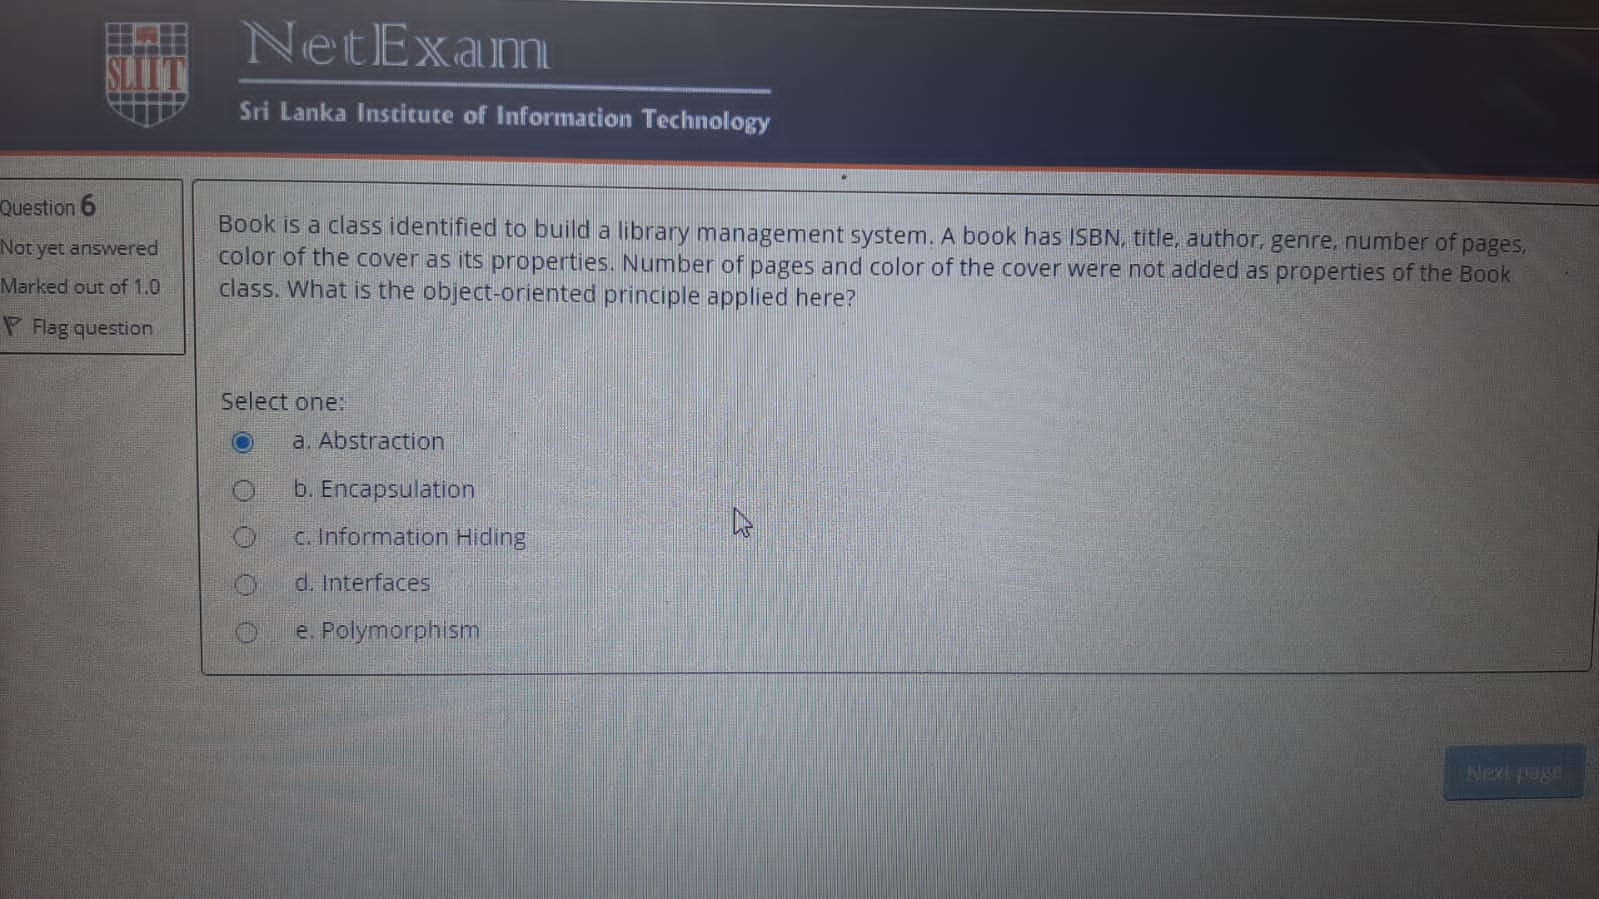 SLIIT
NetExam
Sri Lanka Institute of Information Technology
Question 6
Not yet answered
Marked out of 1.0
Flag question
Book is a class identified to build a library management system. A book has ISBN, title, author, genre, number of pages,
color of the cover as its properties. Number of pages and color of the cover were not added as properties of the Book
class. What is the object-oriented principle applied here?
Select one:
a. Abstraction
b. Encapsulation
c. Information Hiding
d. Interfaces
e. Polymorphism
Next page